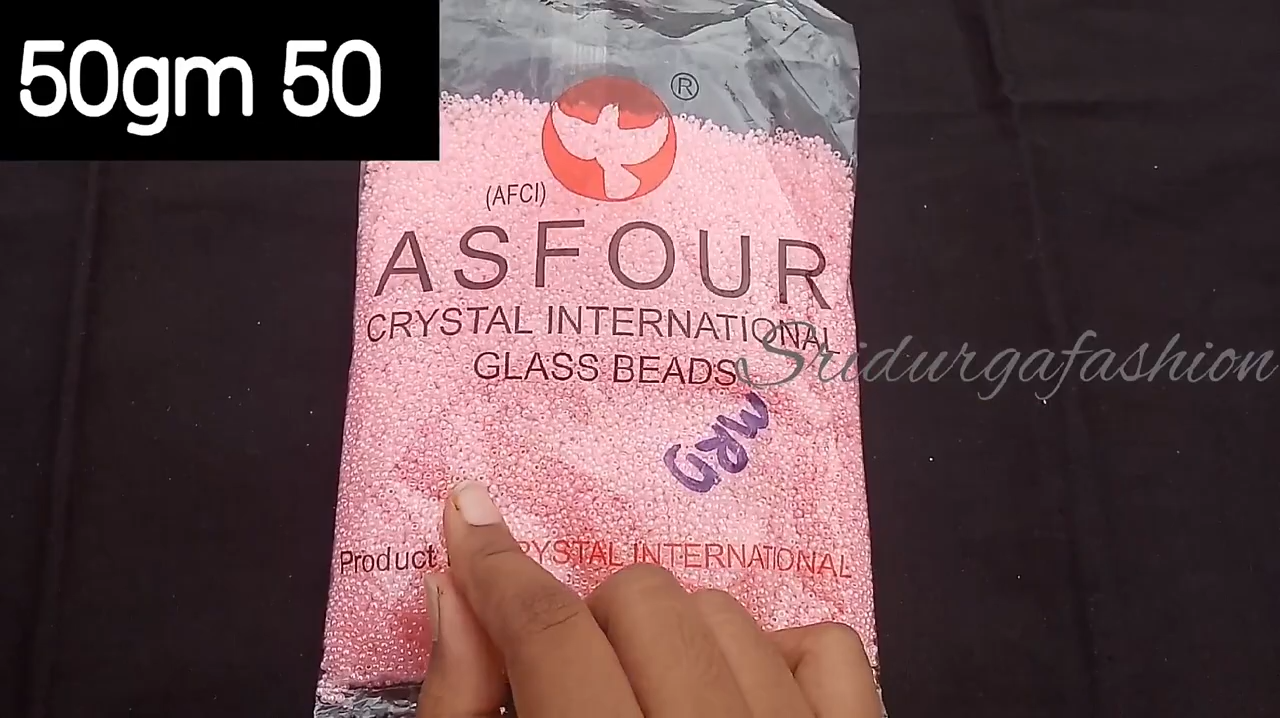 50gm 50
®
(AFCI)
ASFOUR
CRYSTAL INTERNATIONAL
GLASS BEADS
Sridurgafashion
Product CRYSTAL INTERNATIONAL